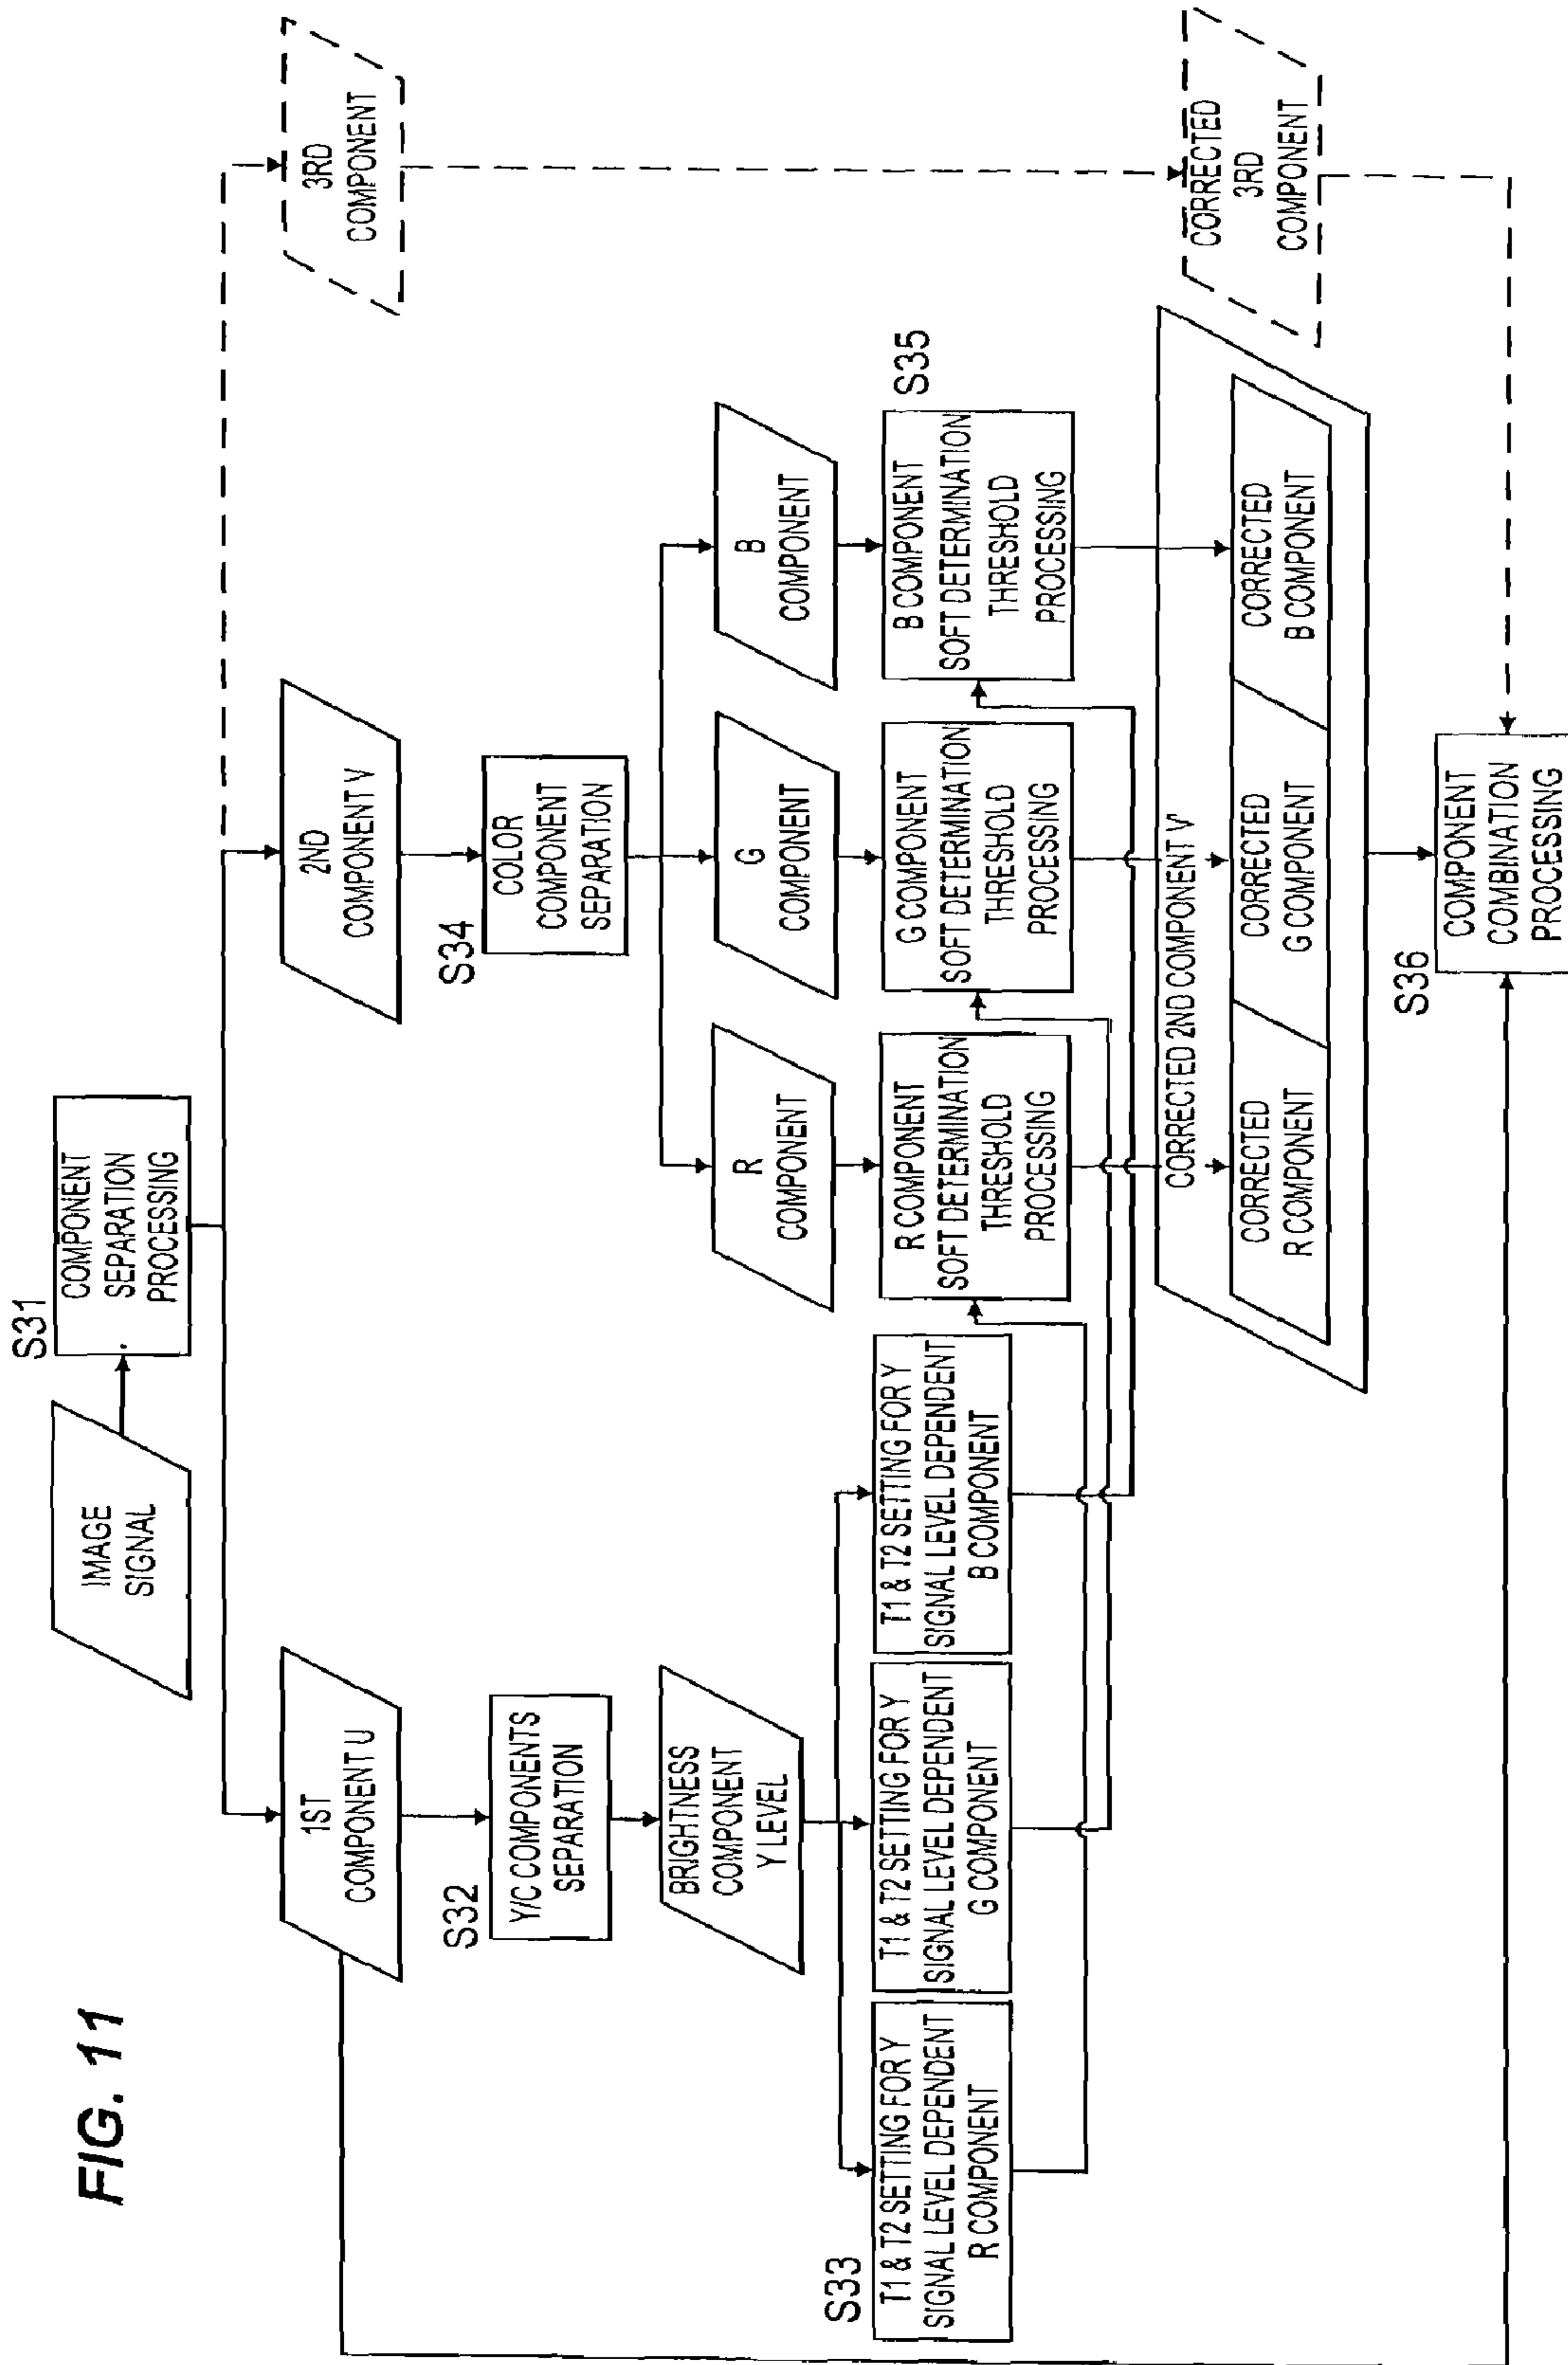 FIG. 11
IMAGE
SIGNAL
S31
COMPONENT
SEPARATION
PROCESSING
1ST
COMPONENT U
2ND
COMPONENT V
3RD
COMPONENT
S32
Y/C COMPONENTS
SEPARATION
S34
COLOR
COMPONENT
SEPARATION
BRIGHTNESS
COMPONENT
Y LEVEL
R
COMPONENT
G
COMPONENT
B
COMPONENT
S33
T1 & T2 SETTING FOR Y
SIGNAL LEVEL DEPENDENT
R COMPONENT
T1 & T2 SETTING FOR Y
SIGNAL LEVEL DEPENDENT
G COMPONENT
T1 & T2 SETTING FOR Y
SIGNAL LEVEL DEPENDENT
B COMPONENT
R COMPONENT
SOFT DETERMINATION
THRESHOLD
PROCESSING
G COMPONENT
SOFT DETERMINATION
THRESHOLD
PROCESSING
B COMPONENT
SOFT DETERMINATION
THRESHOLD
PROCESSING
S35
CORRECTED 2ND COMPONENT V'
CORRECTED
R COMPONENT
CORRECTED
G COMPONENT
CORRECTED
B COMPONENT
CORRECTED
3RD
COMPONENT
S36
COMPONENT
COMBINATION
PROCESSING